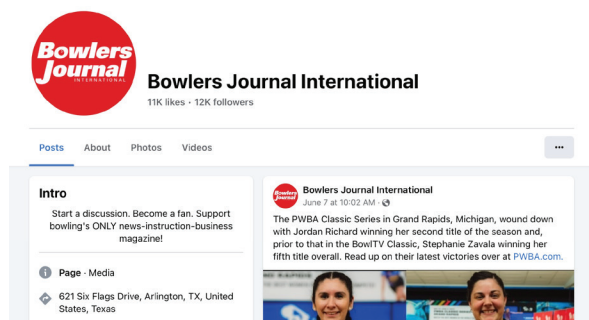 Bowlers
Journal
INTERNATIONAL
Bowlers Journal International
11K likes · 12K followers
Posts
About
Photos
Videos
Intro
Start a discussion. Become a fan. Support
bowling's ONLY news-instruction-business
magazine!
Page · Media
621 Six Flags Drive, Arlington, TX, United
States, Texas
Bowlers
Journal
Bowlers Journal International
June 7 at 10:02 AM ·
The PWBA Classic Series in Grand Rapids, Michigan, wound down
with Jordan Richard winning her second title of the season and,
prior to that in the BowlTV Classic, Stephanie Zavala winning her
fifth title overall. Read up on their latest victories over at PWBA.com.